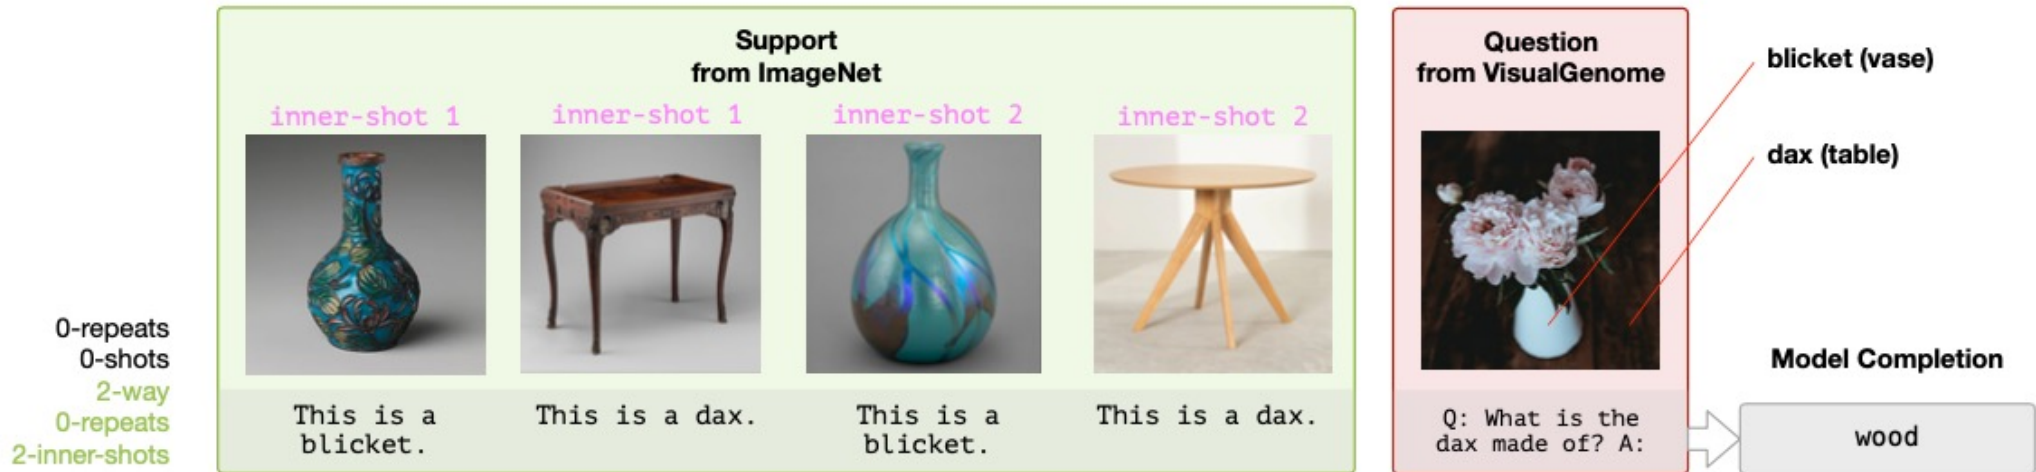 Support
from ImageNet
inner-shot 1
inner-shot 1
inner-shot 2
inner-shot 2
This is a
blicket.
This is a dax.
This is a
blicket.
This is a dax.
0-repeats
0-shots
2-way
0-repeats
2-inner-shots
Question
from VisualGenome
blicket (vase)
dax (table)
Q: What is the
dax made of? A:
Model Completion
wood